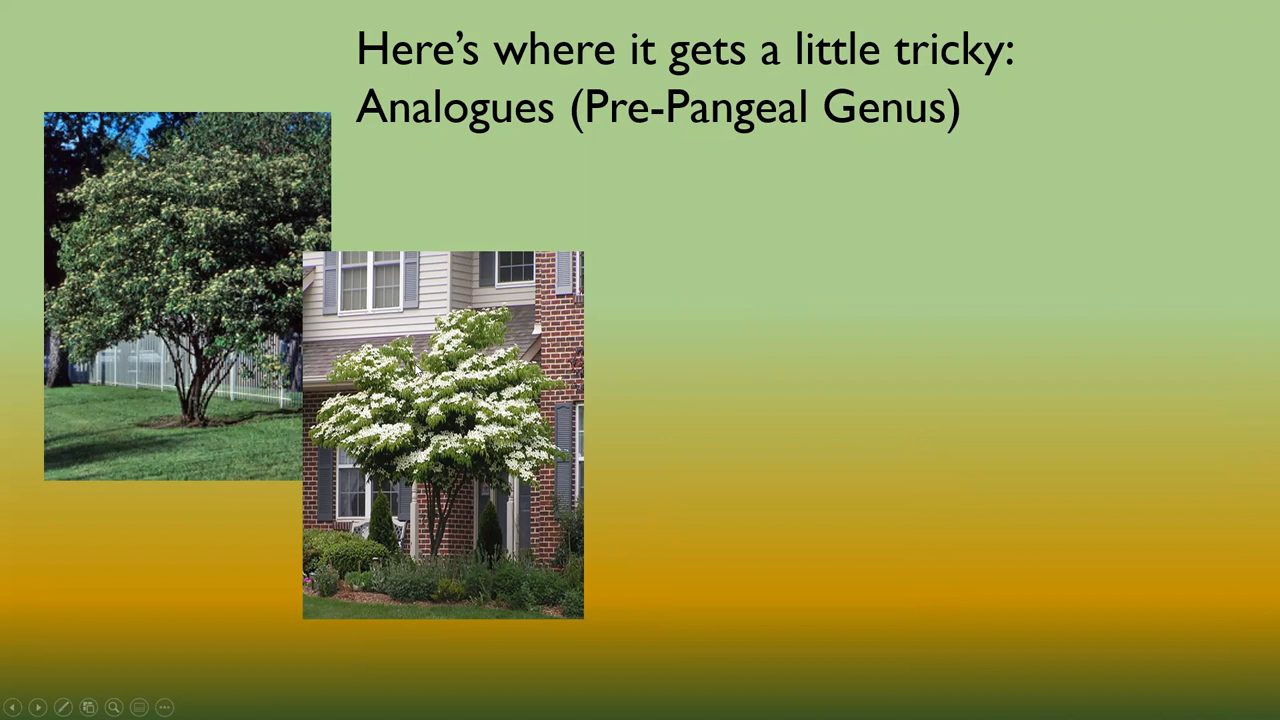 Here’s where it gets a little tricky:
Analogues (Pre-Pangeal Genus)